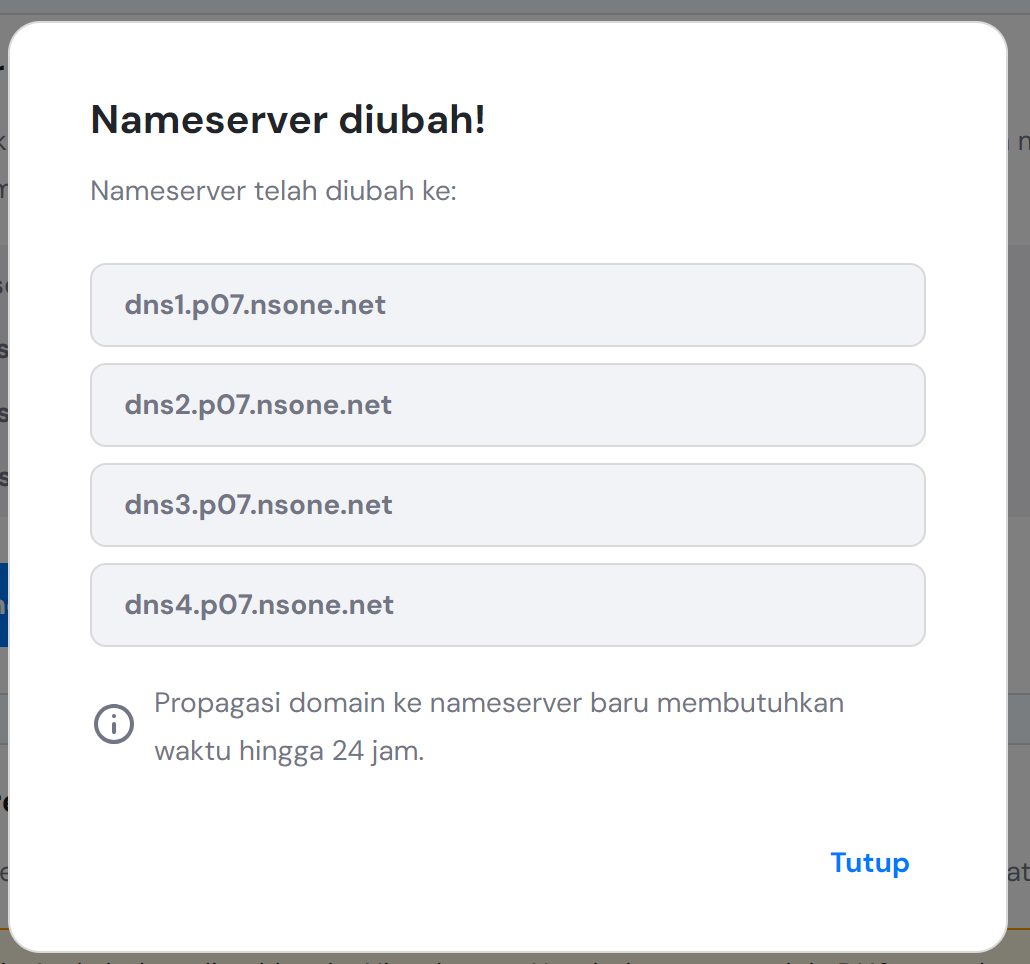 Nameserver diubah!
Nameserver telah diubah ke:
dns1.p07.nsone.net
dns2.p07.nsone.net
dns3.p07.nsone.net
dns4.p07.nsone.net
Propagasi domain ke nameserver baru membutuhkan
waktu hingga 24 jam.
Tutup